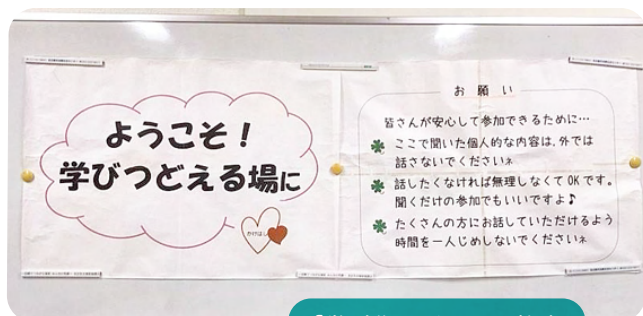 ようこそ!
学びつどえる場に
かけはし
お願い
皆さんが安心して参加できるために…
ここで聞いた個人的な内容は、外では
話さないでくださいネ
話したくなければ無理しなくてOKです。
聞くだけの参加でもいいですよ♪
たくさんの方にお話していただけるよう
時間を一人じめしないでくださいネ